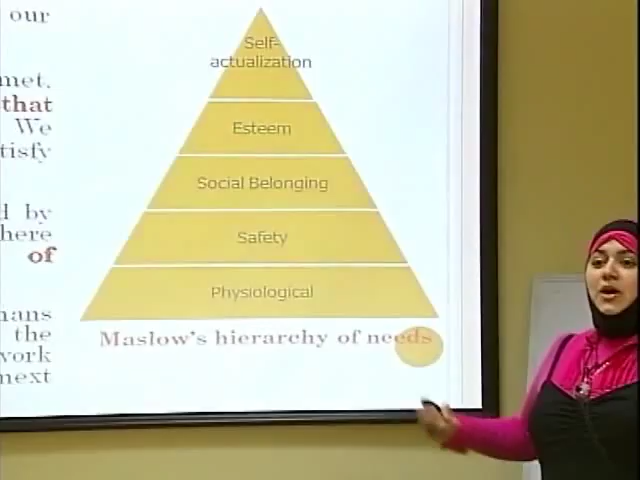 our
met.
that
We
tisfy
d by
here
of
mans
the
work
next
Self-
actualization
Esteem
Social Belonging
Safety
Physiological
Maslow's hierarchy of needs